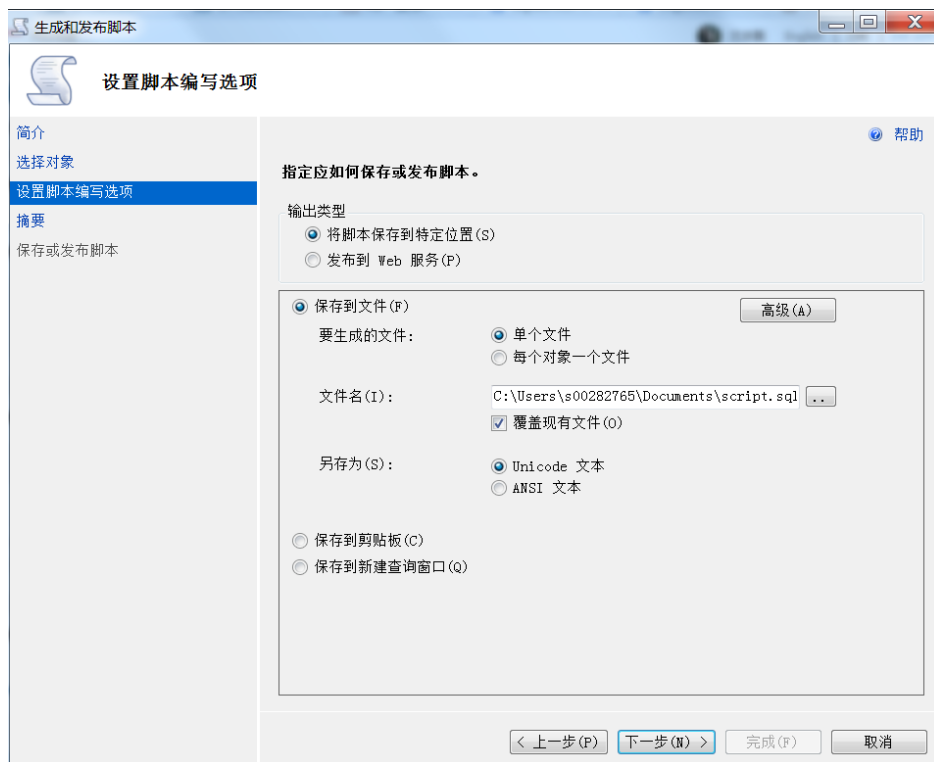 生成和发布脚本
设置脚本编写选项
简介
选择对象
设置脚本编写选项
摘要
保存或发布脚本
帮助
指定应如何保存或发布脚本。
输出类型
将脚本保存到特定位置(S)
发布到 Web 服务(P)
保存到文件(F)
高级(A)
要生成的文件:
单个文件
每个对象一个文件
文件名(I):
C:\Users\s00282765\Documents\script.sql
..
覆盖现有文件(O)
另存为(S):
Unicode 文本
ANSI 文本
保存到剪贴板(C)
保存到新建查询窗口(Q)
< 上一步(P)
下一步(N) >
完成(F)
取消